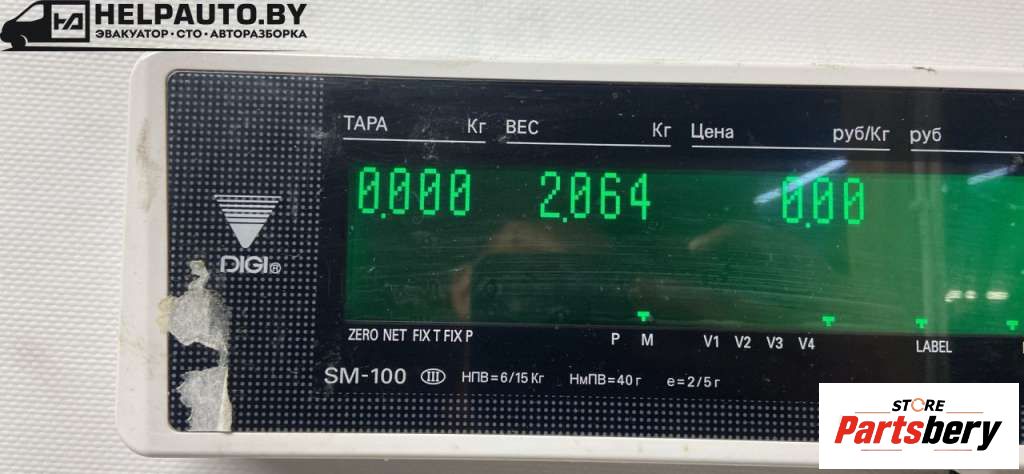 HELPAUTO.BY
ЭВАКУАТОР • СТО • АВТОРАЗБОРКА
ТАРА Кг ВЕС Кг Цена руб/Кг руб
0.000 2.064 0.00
DIGI®
ZERO NET FIX T FIX P P M V1 V2 V3 V4 LABEL
SM-100 III НПВ=6/15 Кг НмПВ=40 г e=2/5 г
STORE
Partsbery